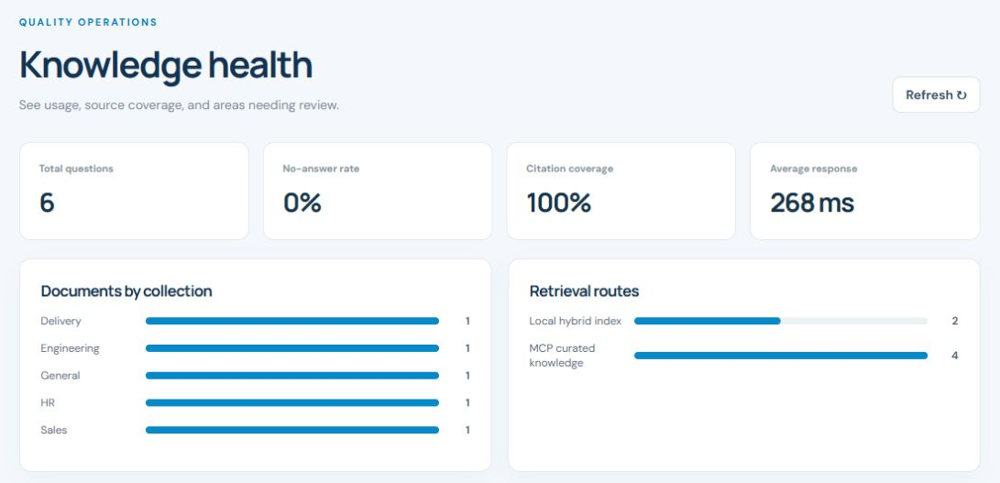 QUALITY OPERATIONS
Knowledge health
See usage, source coverage, and areas needing review.
Refresh ↻
Total questions
6
No-answer rate
0%
Citation coverage
100%
Average response
268 ms
Documents by collection
Delivery 1
Engineering 1
General 1
HR 1
Sales 1
Retrieval routes
Local hybrid index 2
MCP curated
knowledge 4